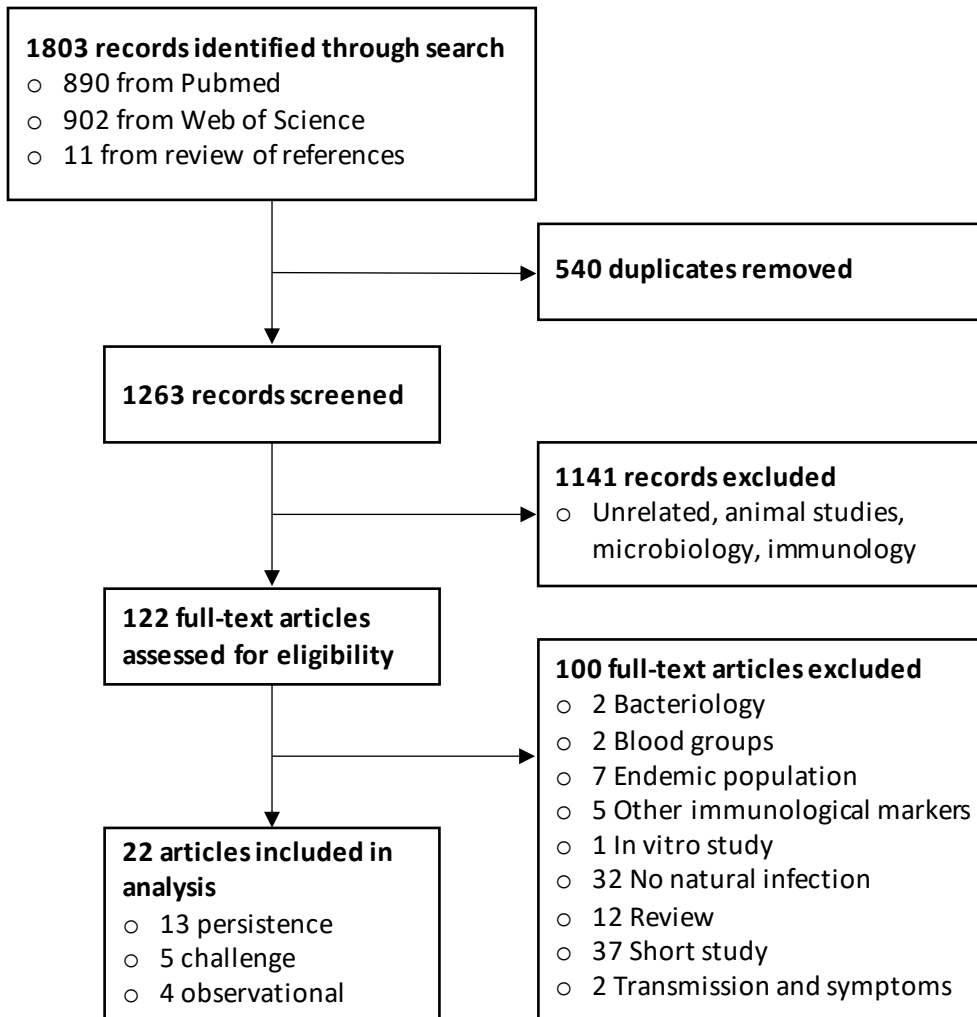 1803 records identified through search
○ 890 from Pubmed
○ 902 from Web of Science
○ 11 from review of references
540 duplicates removed
1263 records screened
1141 records excluded
○ Unrelated, animal studies,
microbiology, immunology
122 full-text articles
assessed for eligibility
100 full-text articles excluded
○ 2 Bacteriology
○ 2 Blood groups
○ 7 Endemic population
○ 5 Other immunological markers
○ 1 In vitro study
○ 32 No natural infection
○ 12 Review
○ 37 Short study
○ 2 Transmission and symptoms
22 articles included in
analysis
○ 13 persistence
○ 5 challenge
○ 4 observational